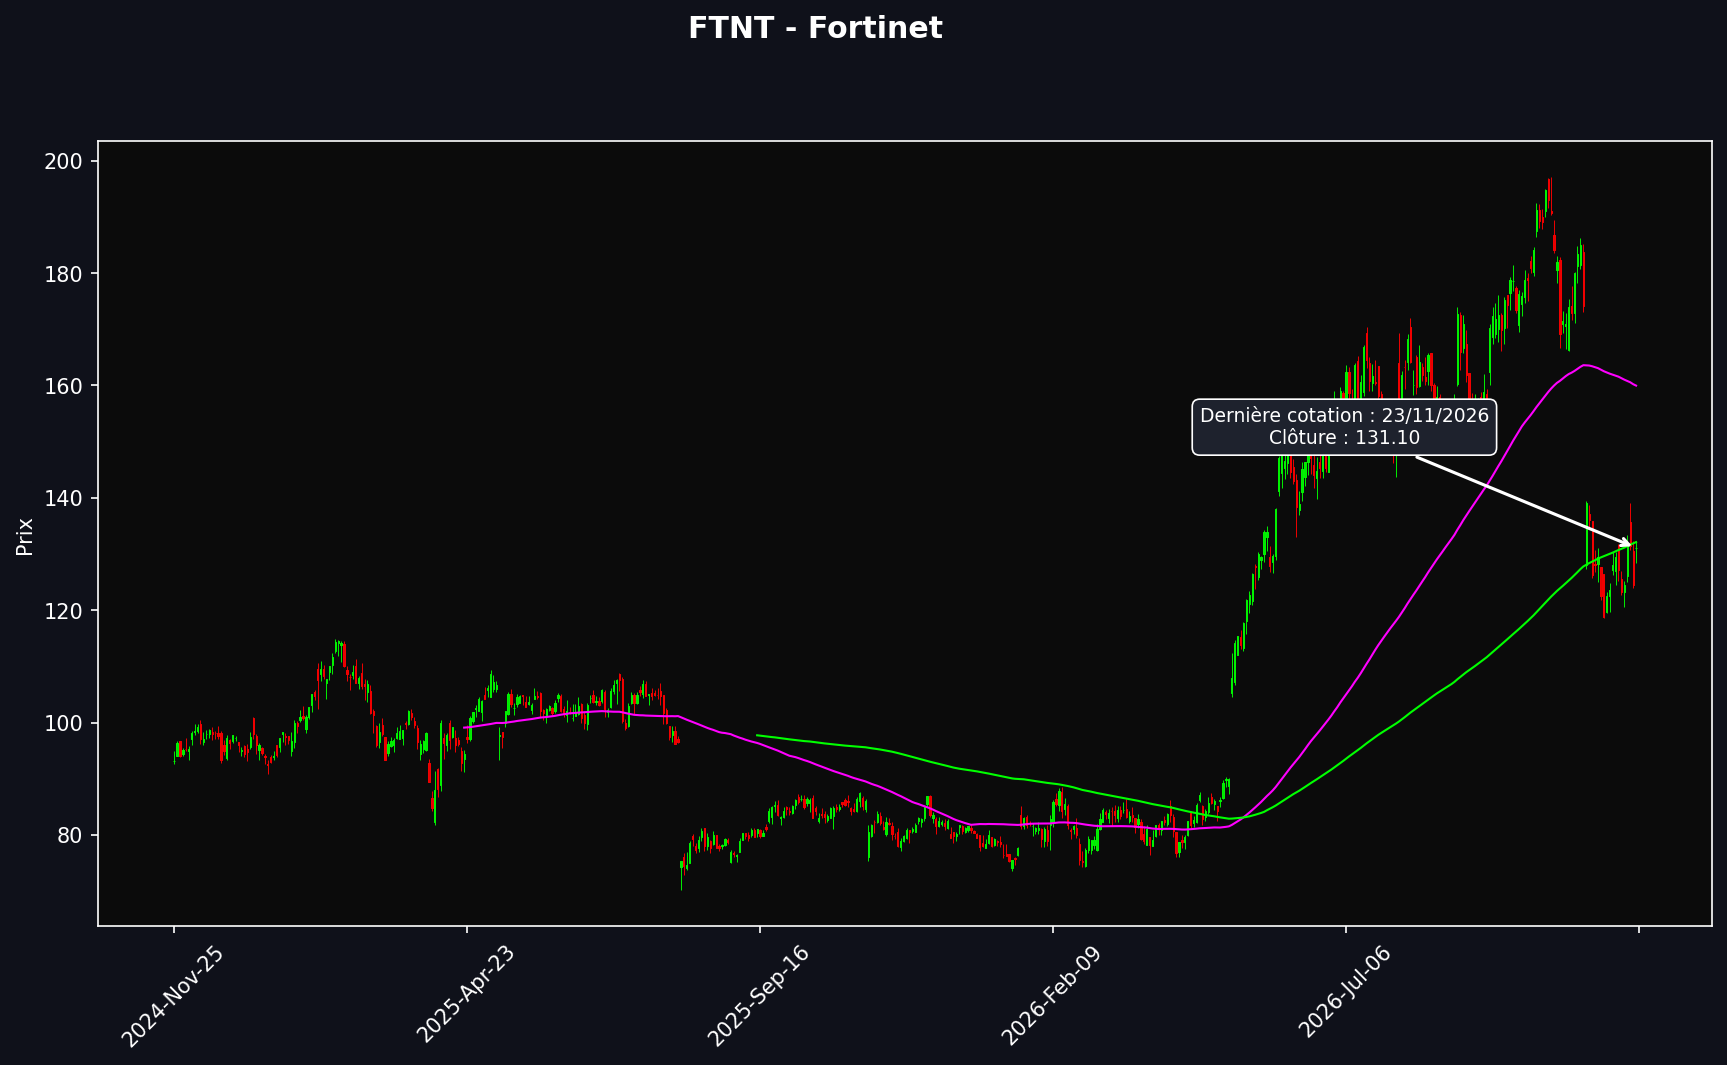 FTNT - Fortinet
200
180
160
140
120
100
80
Prix
Dernière cotation : 23/11/2026
Clôture : 131.10
2024-Nov-25
2025-Apr-23
2025-Sep-16
2026-Feb-09
2026-Jul-06